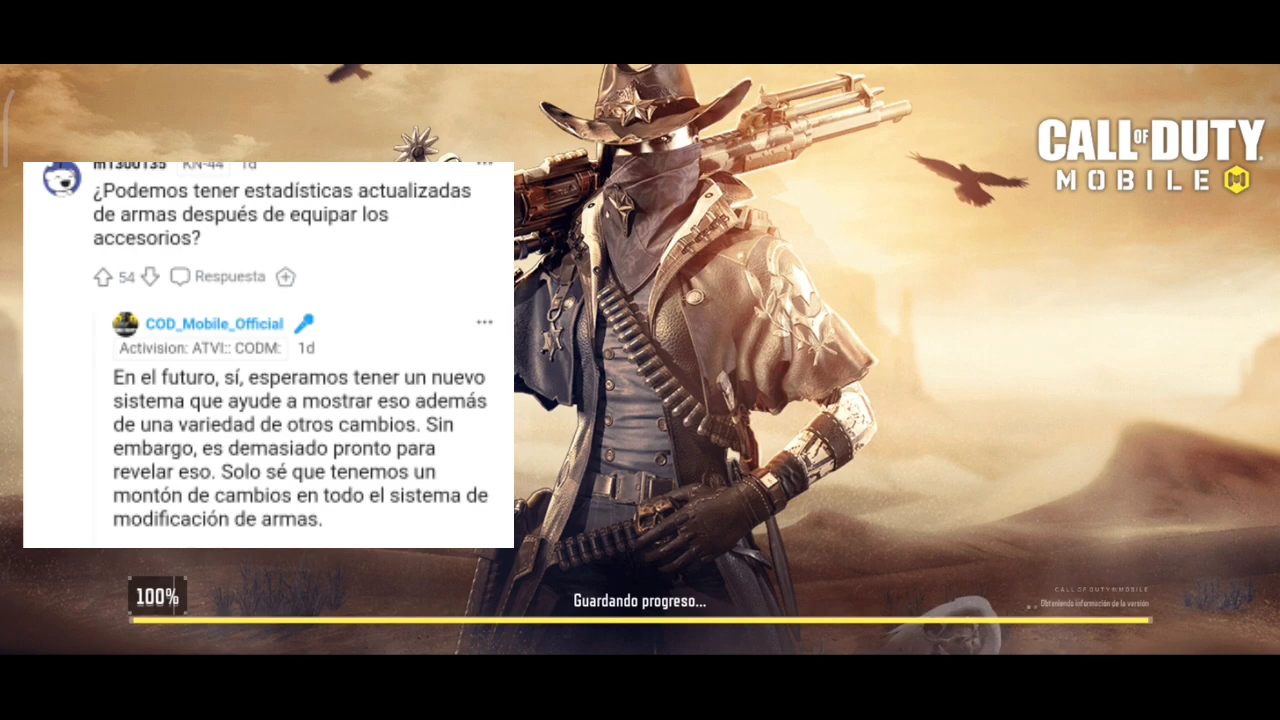 CALL OF DUTY
MOBILE
m1300135 KN-44 1d
¿Podemos tener estadísticas actualizadas
de armas después de equipar los
accesorios?
54 Respuesta
COD_Mobile_Official
Activision: ATVI:: CODM: 1d
En el futuro, sí, esperamos tener un nuevo
sistema que ayude a mostrar eso además
de una variedad de otros cambios. Sin
embargo, es demasiado pronto para
revelar eso. Solo sé que tenemos un
montón de cambios en todo el sistema de
modificación de armas.
100%
Guardando progreso...
CALL OF DUTY MOBILE
Obteniendo información de la versión